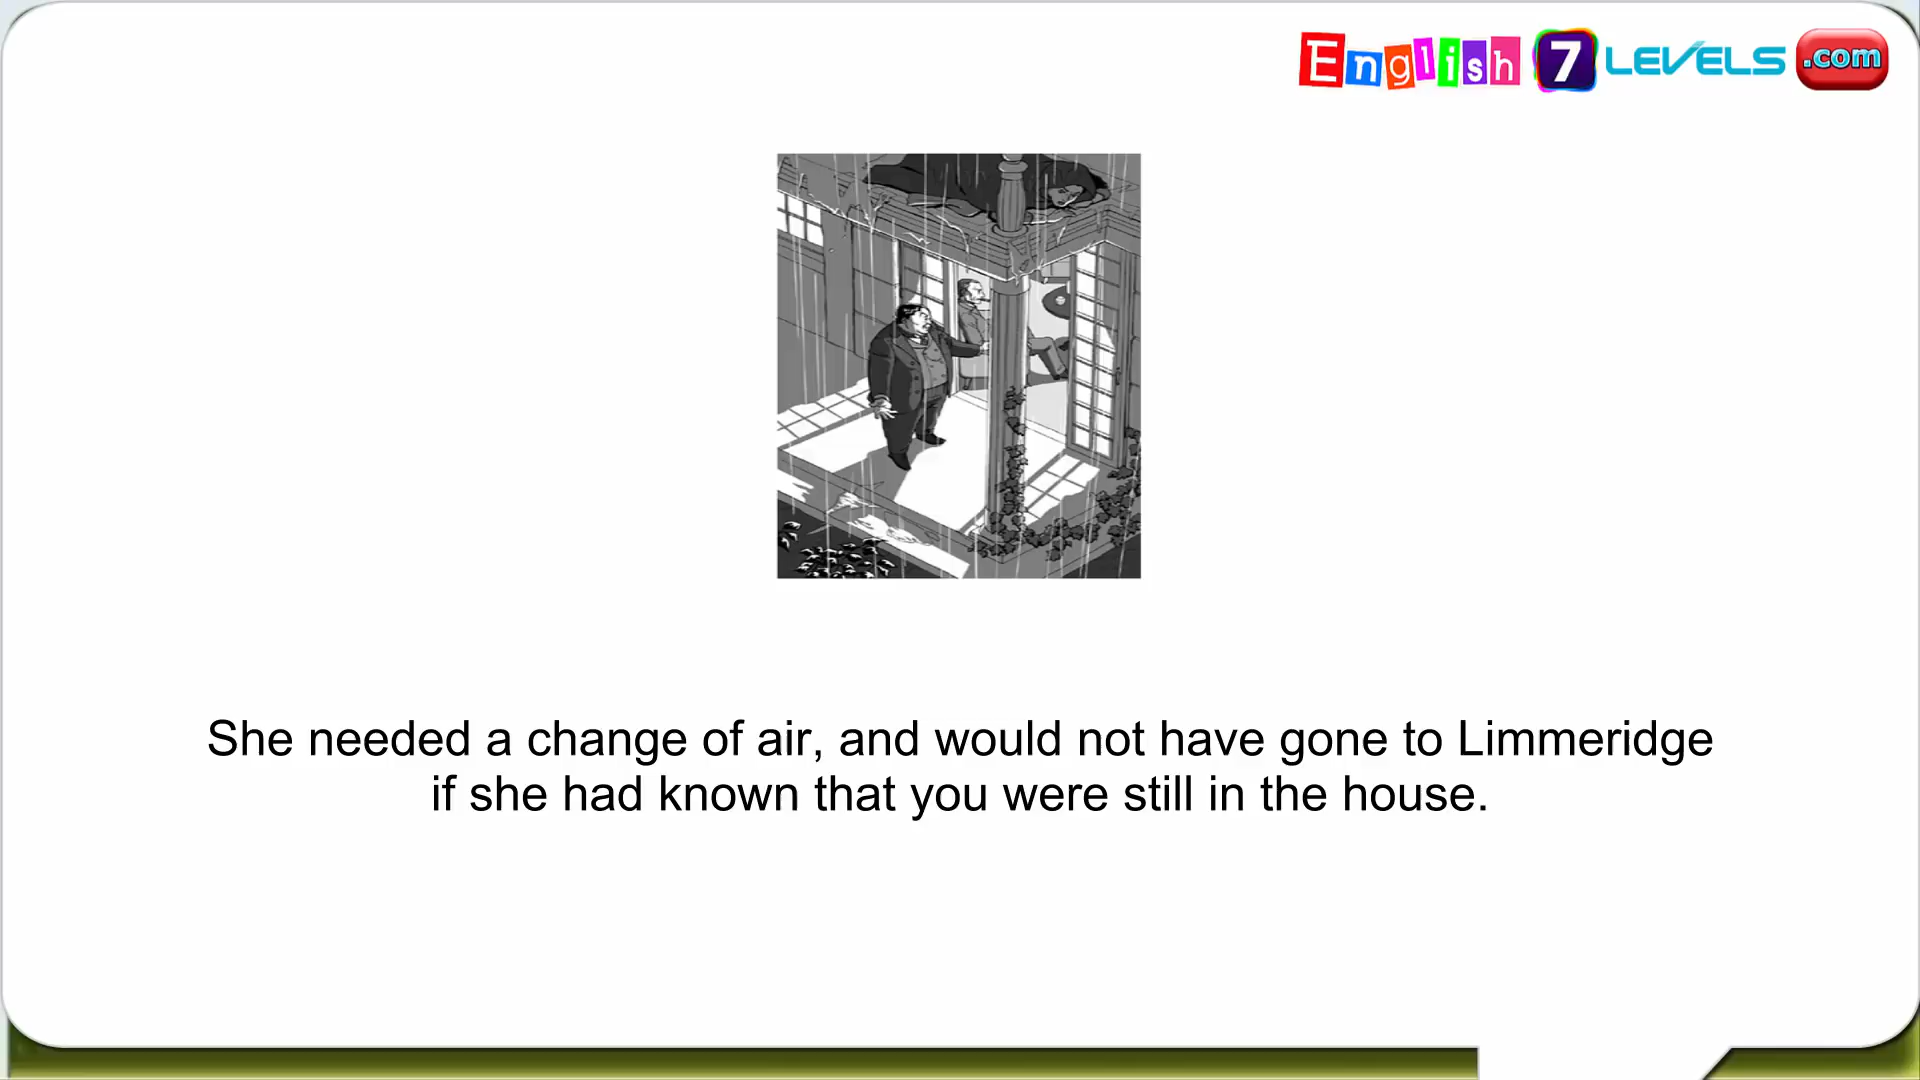 English 7 LEVELS .com
She needed a change of air, and would not have gone to Limmeridge
if she had known that you were still in the house.